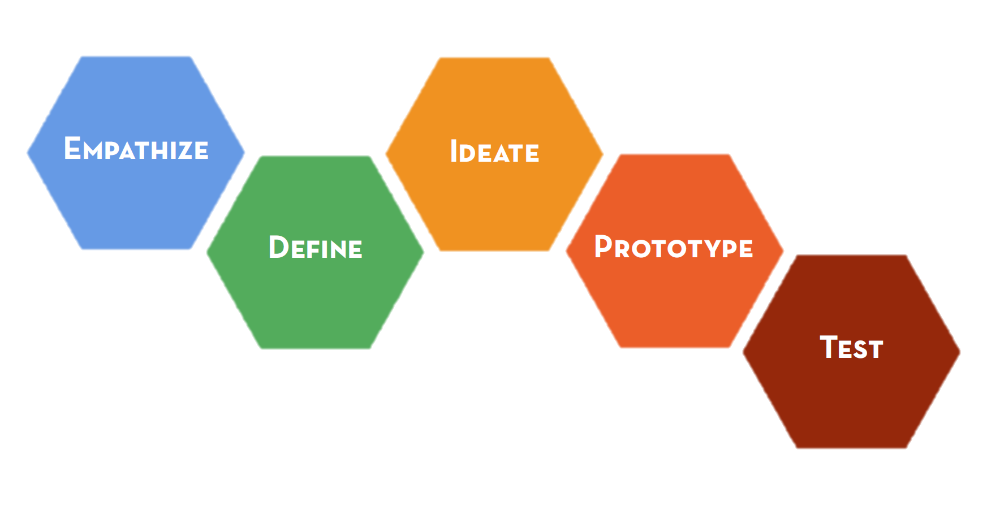 Empathize
Define
Ideate
Prototype
Test